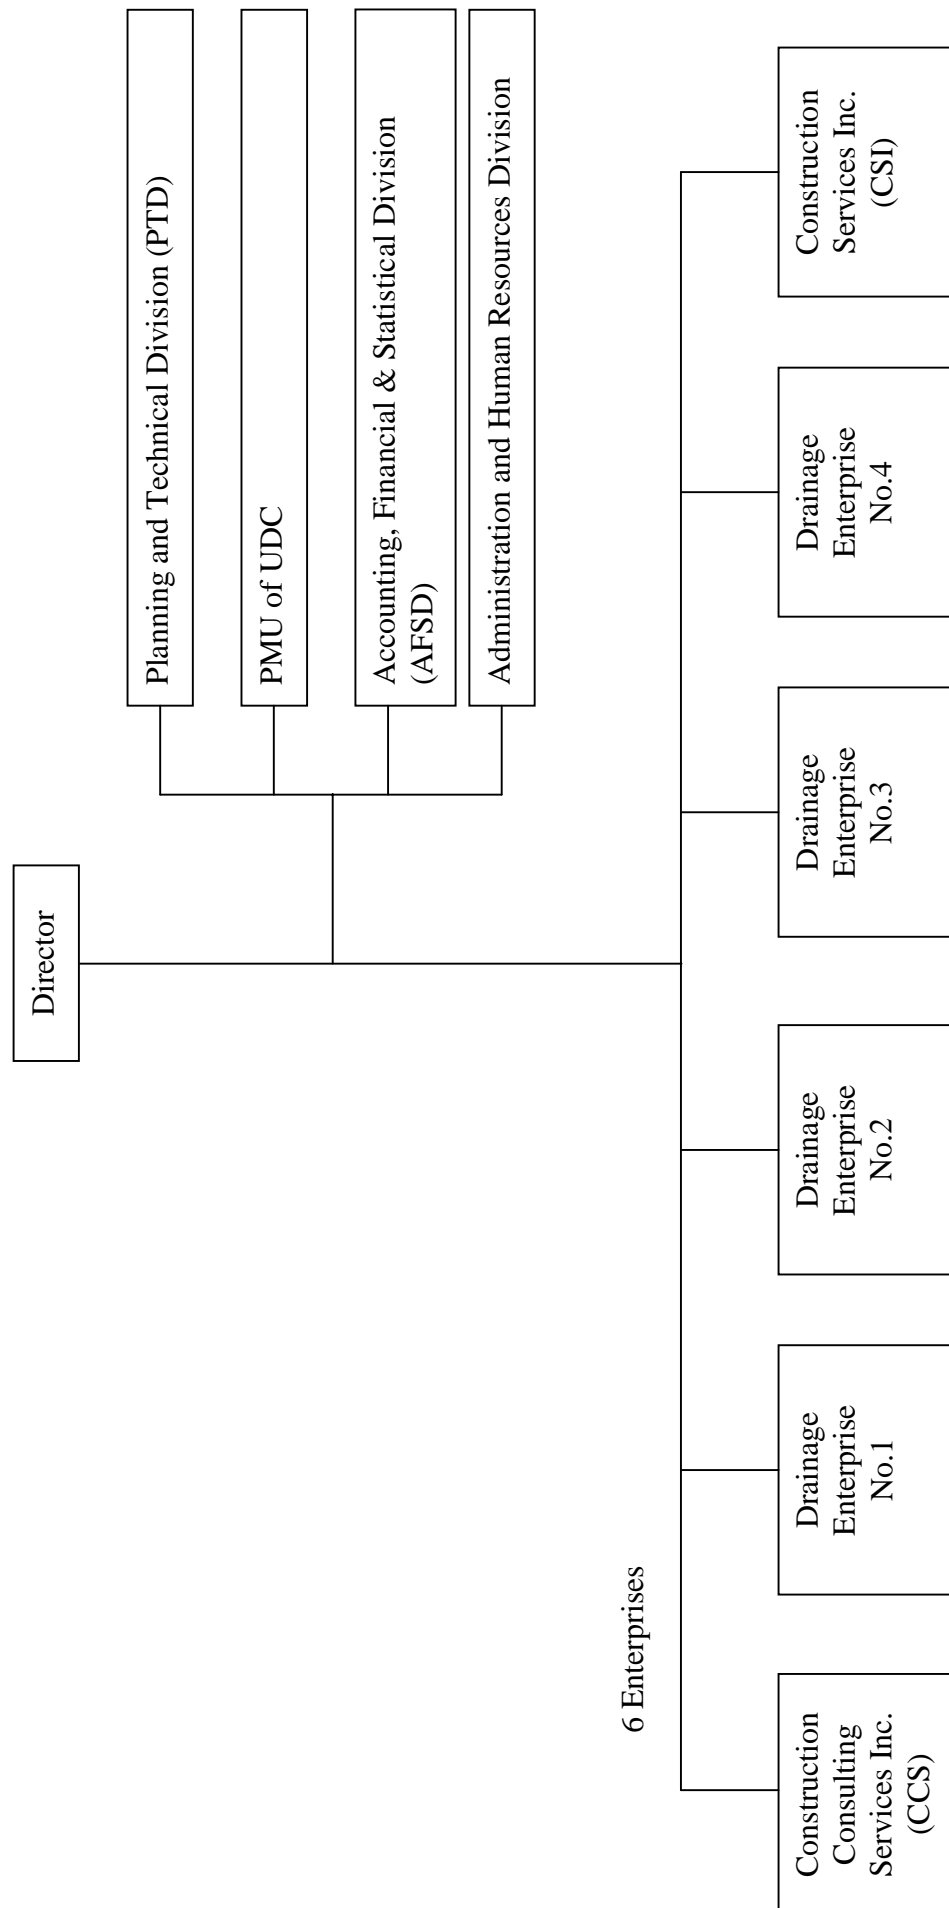 Director
Planning and Technical Division (PTD)
PMU of UDC
Accounting, Financial & Statistical Division
(AFSD)
Administration and Human Resources Division
6 Enterprises
Construction
Consulting
Services Inc.
(CCS)
Drainage
Enterprise
No.1
Drainage
Enterprise
No.2
Drainage
Enterprise
No.3
Drainage
Enterprise
No.4
Construction
Services Inc.
(CSI)